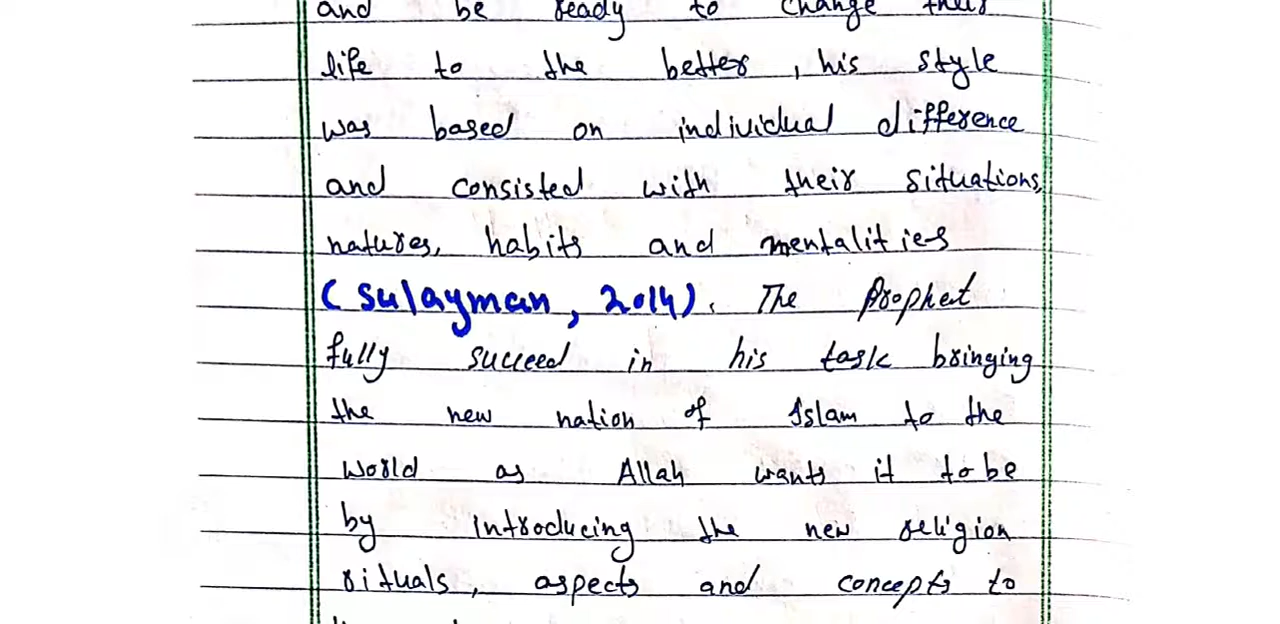 and be ready to change their
life to the better, his style
was based on individual difference
and consisted with their situations,
natures, habits and mentalities
(Sulayman, 2014). The Prophet
fully succeed in his task bringing
the new nation of Islam to the
world as Allah wants it to be
by introducing the new religion
rituals, aspects and concepts to